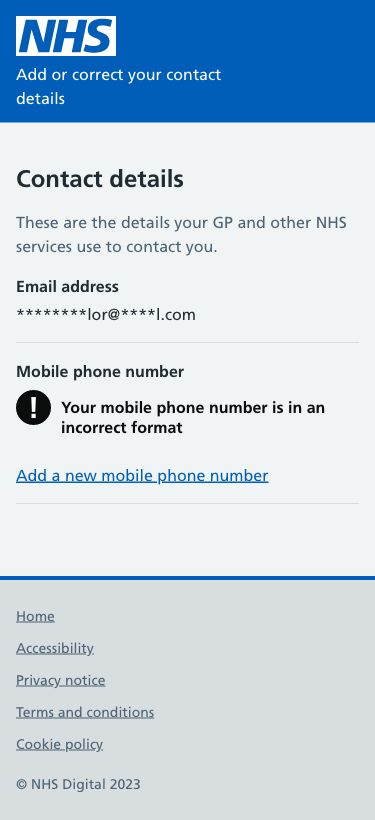 NHS
Add or correct your contact
details
Contact details
These are the details your GP and other NHS
services use to contact you.
Email address
********lor@****l.com
Mobile phone number
!
Your mobile phone number is in an
incorrect format
Add a new mobile phone number
Home
Accessibility
Privacy notice
Terms and conditions
Cookie policy
© NHS Digital 2023